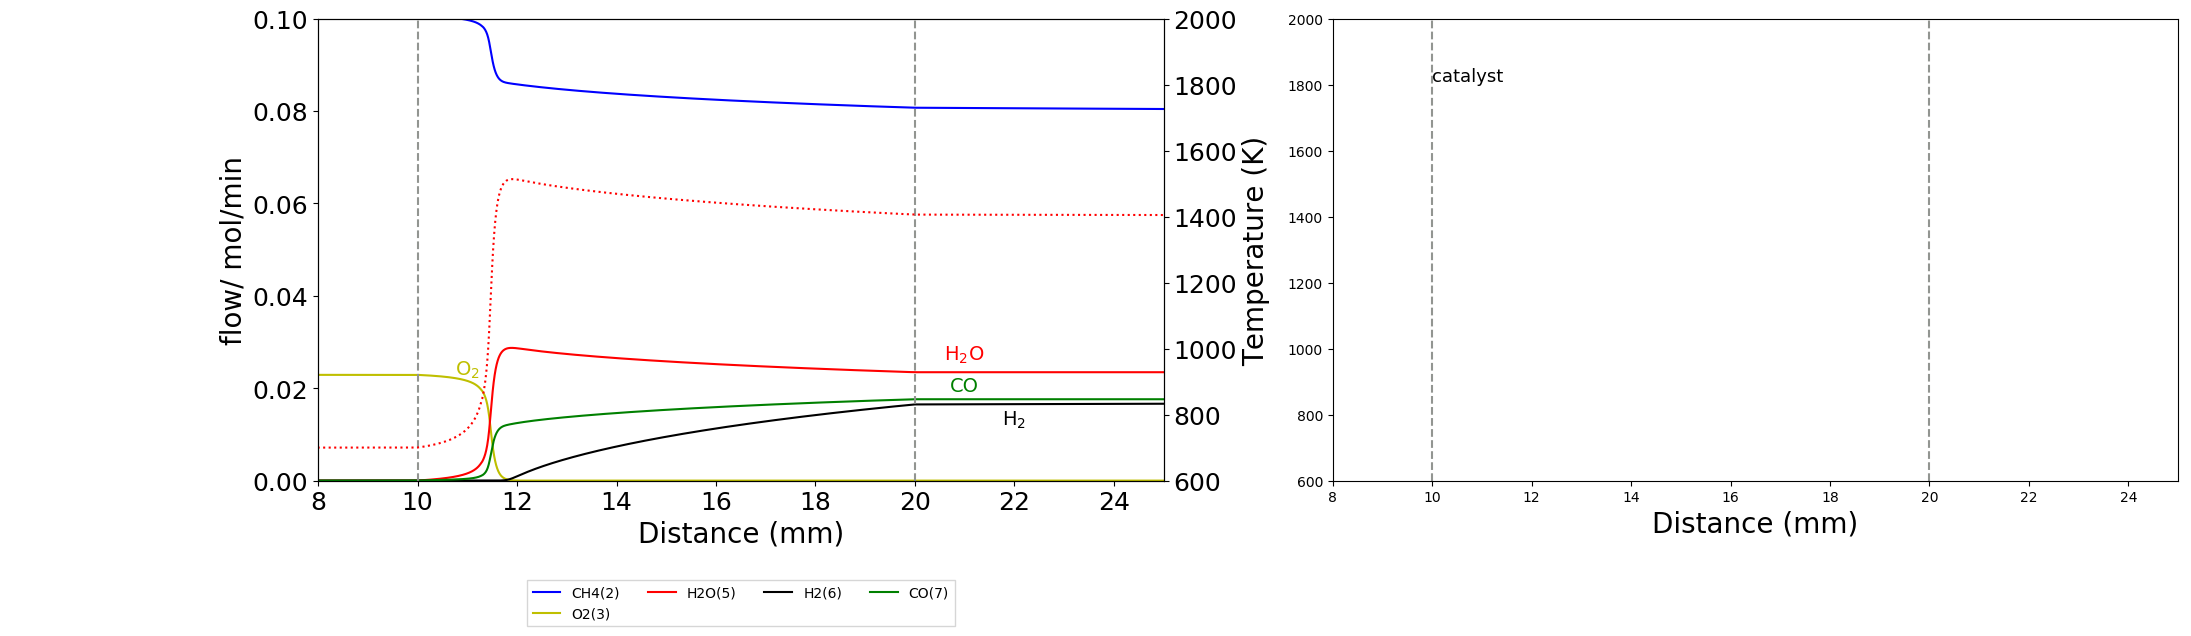 0.10
0.08
0.06
0.04
0.02
0.00
flow/ mol/min
8 10 12 14 16 18 20 22 24
Distance (mm)
2000
1800
1600
1400
1200
1000
800
600
Temperature (K)
O₂
H₂O
CO
H₂
CH4(2) H2O(5) H2(6) CO(7)
O2(3)
2000
1800
1600
1400
1200
1000
800
600
catalyst
8 10 12 14 16 18 20 22 24
Distance (mm)